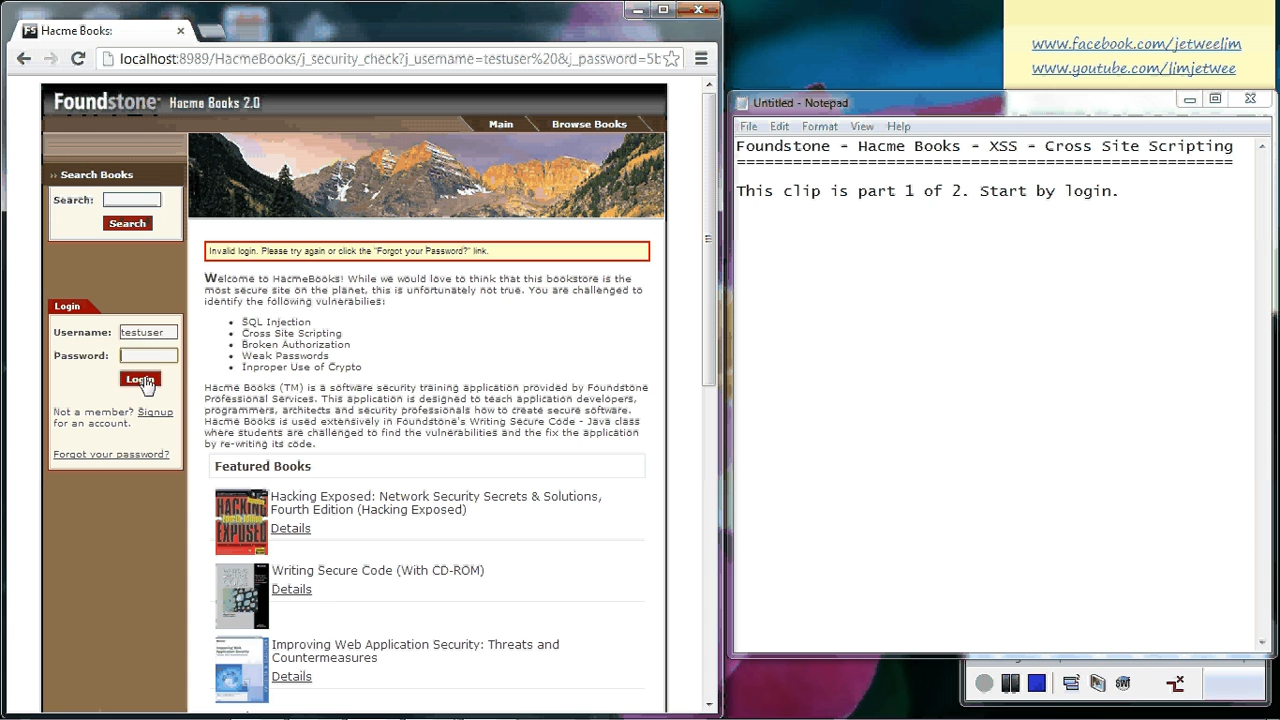 Hacme Books:
localhost:8989/HacmeBooks/j_security_check?j_username=testuser%20&j_password=5b
Foundstone Hacme Books 2.0
Main
Browse Books
Search Books
Search:
Search
Login
Username: testuser
Password:
Login
Not a member? Signup
for an account.
Forgot your password?
Invalid login. Please try again or click the "Forgot your Password?" link.
Welcome to HacmeBooks! While we would love to think that this bookstore is the
most secure site on the planet, this is unfortunately not true. You are challenged to
identify the following vulnerabilies:
SQL Injection
Cross Site Scripting
Broken Authorization
Weak Passwords
Inproper Use of Crypto
Hacme Books (TM) is a software security training application provided by Foundstone
Professional Services. This application is designed to teach application developers,
programmers, architects and security professionals how to create secure software.
Hacme Books is used extensively in Foundstone's Writing Secure Code - Java class
where students are challenged to find the vulnerabilities and the fix the application
by re-writing its code.
Featured Books
HACKING
EXPOSED
Hacking Exposed: Network Security Secrets & Solutions,
Fourth Edition (Hacking Exposed)
Details
Writing Secure Code (With CD-ROM)
Details
Improving Web Application Security: Threats and
Countermeasures
Details
www.facebook.com/jetweelim
www.youtube.com/limjetwee
Untitled - Notepad
File Edit Format View Help
Foundstone - Hacme Books - XSS - Cross Site Scripting
=====================================================
This clip is part 1 of 2. Start by login.